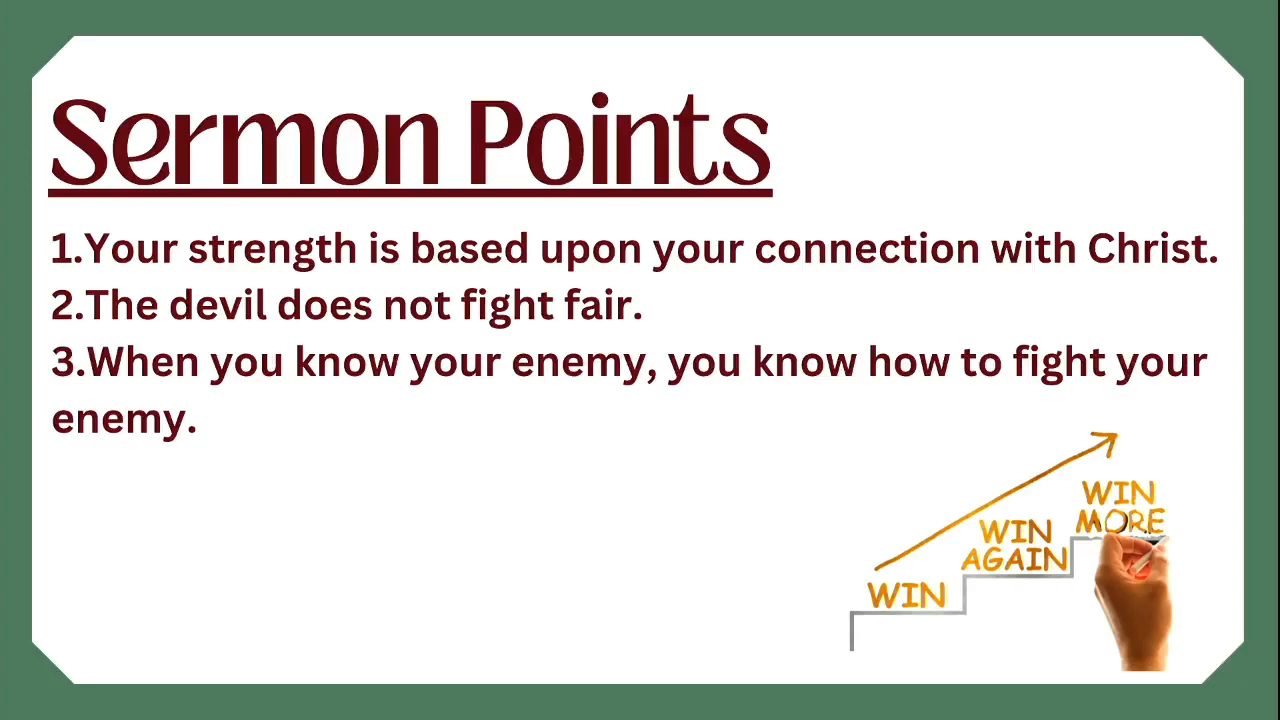 Sermon Points
1.Your strength is based upon your connection with Christ.
2.The devil does not fight fair.
3.When you know your enemy, you know how to fight your
enemy.
WIN
WIN
AGAIN
WIN
MORE